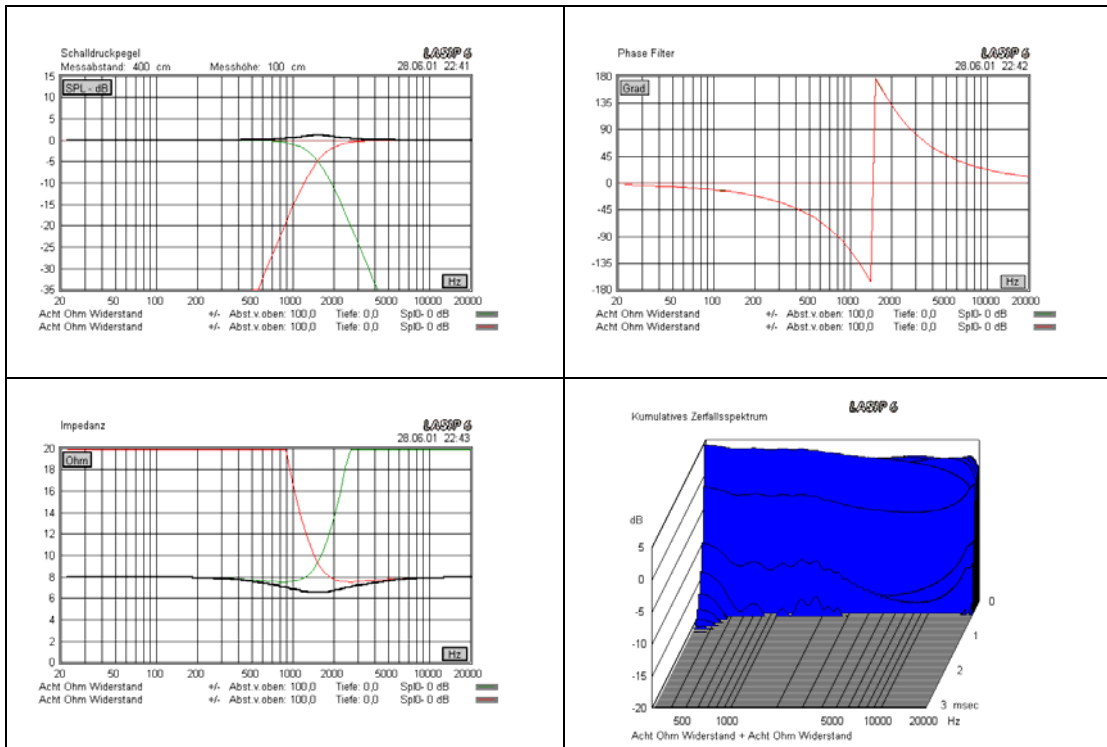 Schalldruckpegel LASIP 6
Messabstand: 400 cm Messhöhe: 100 cm 28.06.01 22:41
SPL - dB
15
10
5
0
-5
-10
-15
-20
-25
-30
-35
Hz
20 50 100 200 500 1000 2000 5000 10000 20000
Acht Ohm Widerstand +/- Abst.v.oben: 100,0 Tiefe: 0,0 Spl0- 0 dB
Acht Ohm Widerstand +/- Abst.v.oben: 100,0 Tiefe: 0,0 Spl0- 0 dB
Phase Filter LASIP 6
28.06.01 22:42
Grad
180
135
90
45
0
-45
-90
-135
-180
Hz
20 50 100 200 500 1000 2000 5000 10000 20000
Acht Ohm Widerstand +/- Abst.v.oben: 100,0 Tiefe: 0,0 Spl0- 0 dB
Acht Ohm Widerstand +/- Abst.v.oben: 100,0 Tiefe: 0,0 Spl0- 0 dB
Impedanz LASIP 6
28.06.01 22:43
Ohm
20
18
16
14
12
10
8
6
4
2
0
Hz
20 50 100 200 500 1000 2000 5000 10000 20000
Acht Ohm Widerstand +/- Abst.v.oben: 100,0 Tiefe: 0,0 Spl0- 0 dB
Acht Ohm Widerstand +/- Abst.v.oben: 100,0 Tiefe: 0,0 Spl0- 0 dB
LASIP 6
Kumulatives Zerfallsspektrum
dB
5
0
-5
-10
-15
-20
0
1
2
3 msec
500 1000 5000 10000 20000 Hz
Acht Ohm Widerstand + Acht Ohm Widerstand